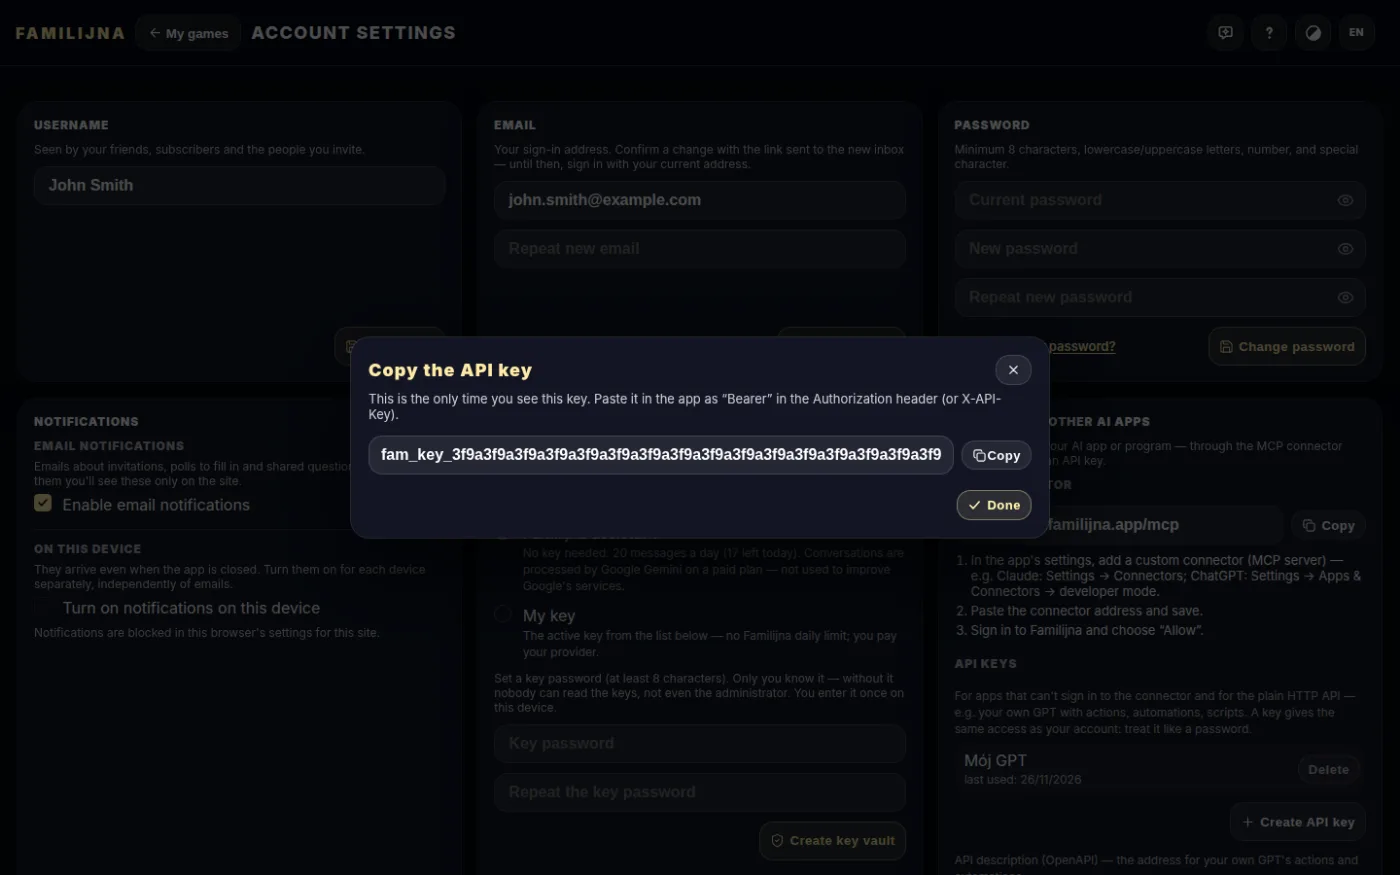 FAMILIJNA
← My games
ACCOUNT SETTINGS
?
EN
USERNAME
Seen by your friends, subscribers and the people you invite.
John Smith
EMAIL
Your sign-in address. Confirm a change with the link sent to the new inbox
— until then, sign in with your current address.
john.smith@example.com
Repeat new email
PASSWORD
Minimum 8 characters, lowercase/uppercase letters, number, and special
character.
Current password
New password
Repeat new password
password?
Change password
Copy the API key
This is the only time you see this key. Paste it in the app as “Bearer” in the Authorization header (or X-API-
Key).
fam_key_3f9a3f9a3f9a3f9a3f9a3f9a3f9a3f9a3f9a3f9a3f9a3f9a3f9a3f9a3f9a3f9
Copy
Done
NOTIFICATIONS
EMAIL NOTIFICATIONS
Emails about invitations, polls to fill in and shared question
them you'll see these only on the site.
Enable email notifications
ON THIS DEVICE
They arrive even when the app is closed. Turn them on for each device
separately, independently of emails.
Turn on notifications on this device
Notifications are blocked in this browser's settings for this site.
No key needed. 20 messages a day (17 left today). Conversations are
processed by Google Gemini on a paid plan — not used to improve
Google's services.
My key
The active key from the list below — no Familijna daily limit; you pay
your provider.
Set a key password (at least 8 characters). Only you know it — without it
nobody can read the keys, not even the administrator. You enter it once on
this device.
Key password
Repeat the key password
Create key vault
OTHER AI APPS
our AI app or program — through the MCP connector
n API key.
TOR
familijna.app/mcp
Copy
1. In the app's settings, add a custom connector (MCP server) —
e.g. Claude: Settings → Connectors; ChatGPT: Settings → Apps &
Connectors → developer mode.
2. Paste the connector address and save.
3. Sign in to Familijna and choose “Allow”.
API KEYS
For apps that can't sign in to the connector and for the plain HTTP API —
e.g. your own GPT with actions, automations, scripts. A key gives the
same access as your account: treat it like a password.
Mój GPT
last used: 26/11/2026
Delete
+ Create API key
API description (OpenAPI) — the address for your own GPT's actions and